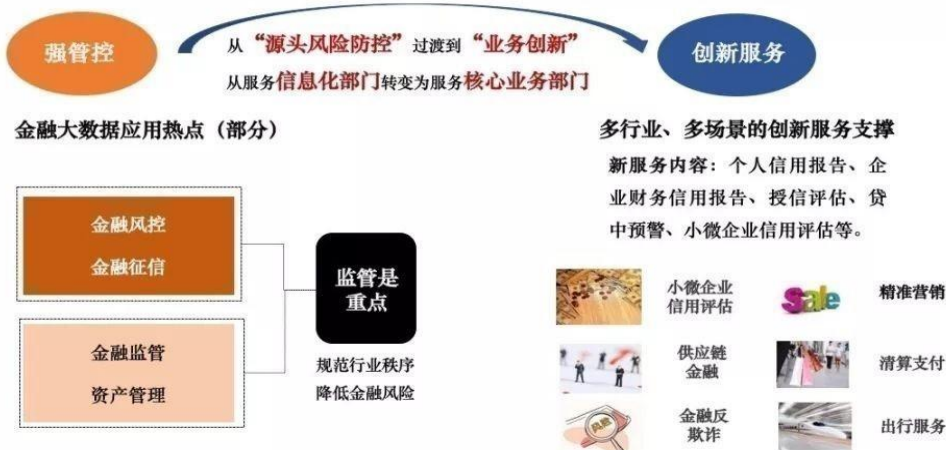 强管控
从“源头风险防控”过渡到“业务创新”
从服务信息化部门转变为服务核心业务部门
创新服务
金融大数据应用热点（部分）
金融风控
金融征信
金融监管
资产管理
监管是
重点
规范行业秩序
降低金融风险
多行业、多场景的创新服务支撑
新服务内容：个人信用报告、企
业财务信用报告、授信评估、贷
中预警、小微企业信用评估等。
小微企业
信用评估
Sale
精准营销
供应链
金融
清算支付
风险
金融反
欺诈
出行服务